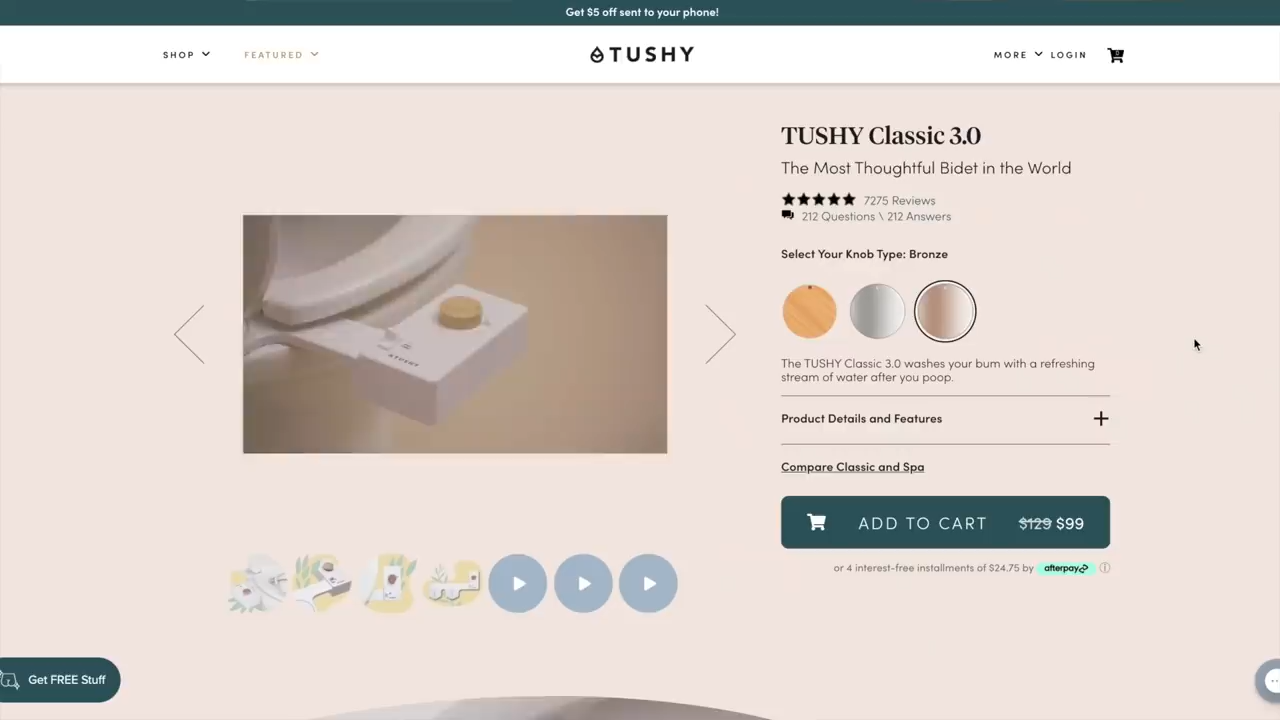 Get $5 off sent to your phone!
SHOP
FEATURED
TUSHY
MORE
LOGIN
0
TUSHY Classic 3.0
The Most Thoughtful Bidet in the World
7275 Reviews
212 Questions \ 212 Answers
Select Your Knob Type: Bronze
TUSHY
The TUSHY Classic 3.0 washes your bum with a refreshing
stream of water after you poop.
Product Details and Features
Compare Classic and Spa
ADD TO CART $129 $99
or 4 interest-free installments of $24.75 by afterpay
Get FREE Stuff